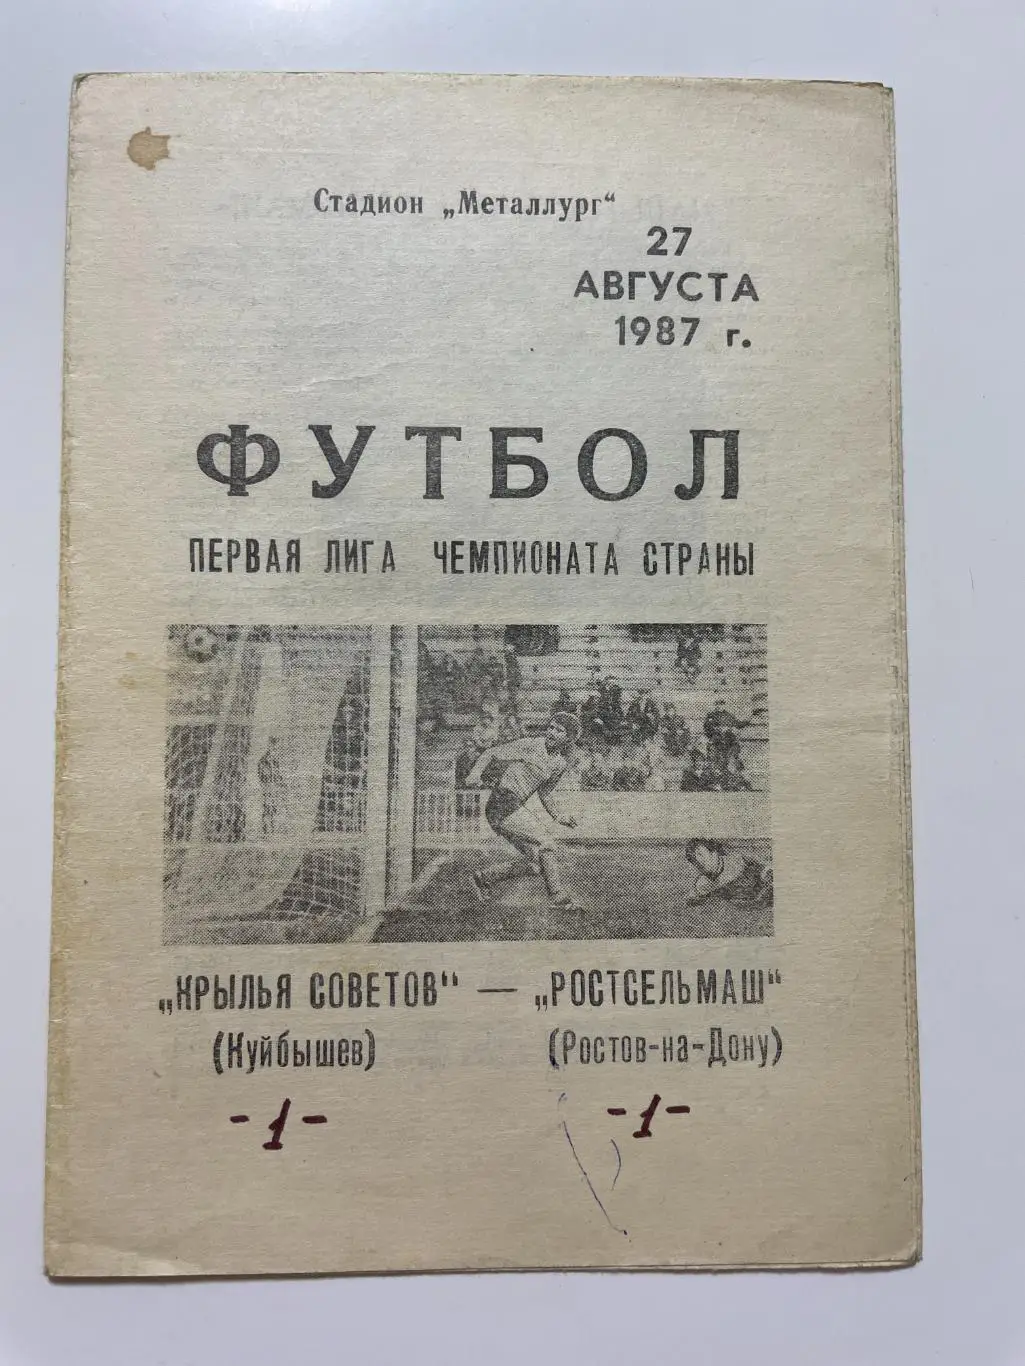 Стадион „Металлург“
27
АВГУСТА
1987 г.
ФУТБОЛ
ПЕРВАЯ ЛИГА ЧЕМПИОНАТА СТРАНЫ
„КРЫЛЬЯ СОВЕТОВ“ — „РОСТСЕЛЬМАШ“
(Куйбышев) (Ростов-на-Дону)
-1- -1-